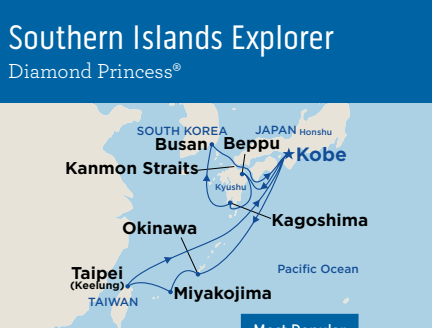 Southern Islands Explorer
Diamond Princess®
SOUTH KOREA
JAPAN Honshu
Busan
Beppu
Kobe
Kanmon Straits
Kyushu
Kagoshima
Okinawa
Pacific Ocean
Taipei
(Keelung)
Miyakojima
TAIWAN
Most Popular